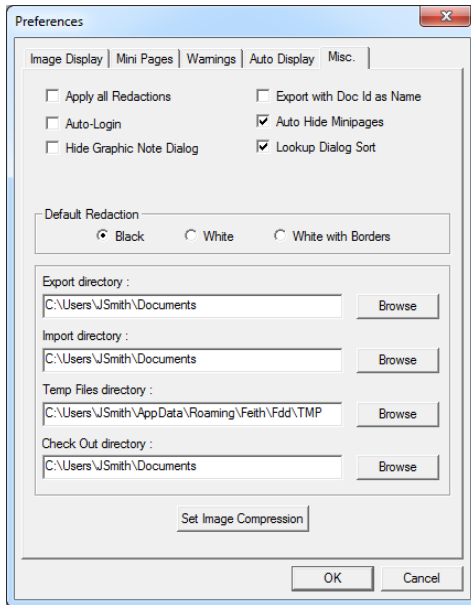 Preferences
Image Display Mini Pages Warnings Auto Display Misc.
Apply all Redactions Export with Doc Id as Name
Auto-Login Auto Hide Minipages
Hide Graphic Note Dialog Lookup Dialog Sort
Default Redaction
Black White White with Borders
Export directory :
C:\Users\JSmith\Documents Browse
Import directory :
C:\Users\JSmith\Documents Browse
Temp Files directory :
C:\Users\JSmith\AppData\Roaming\Feith\Fdd\TMP Browse
Check Out directory :
C:\Users\JSmith\Documents Browse
Set Image Compression
OK Cancel